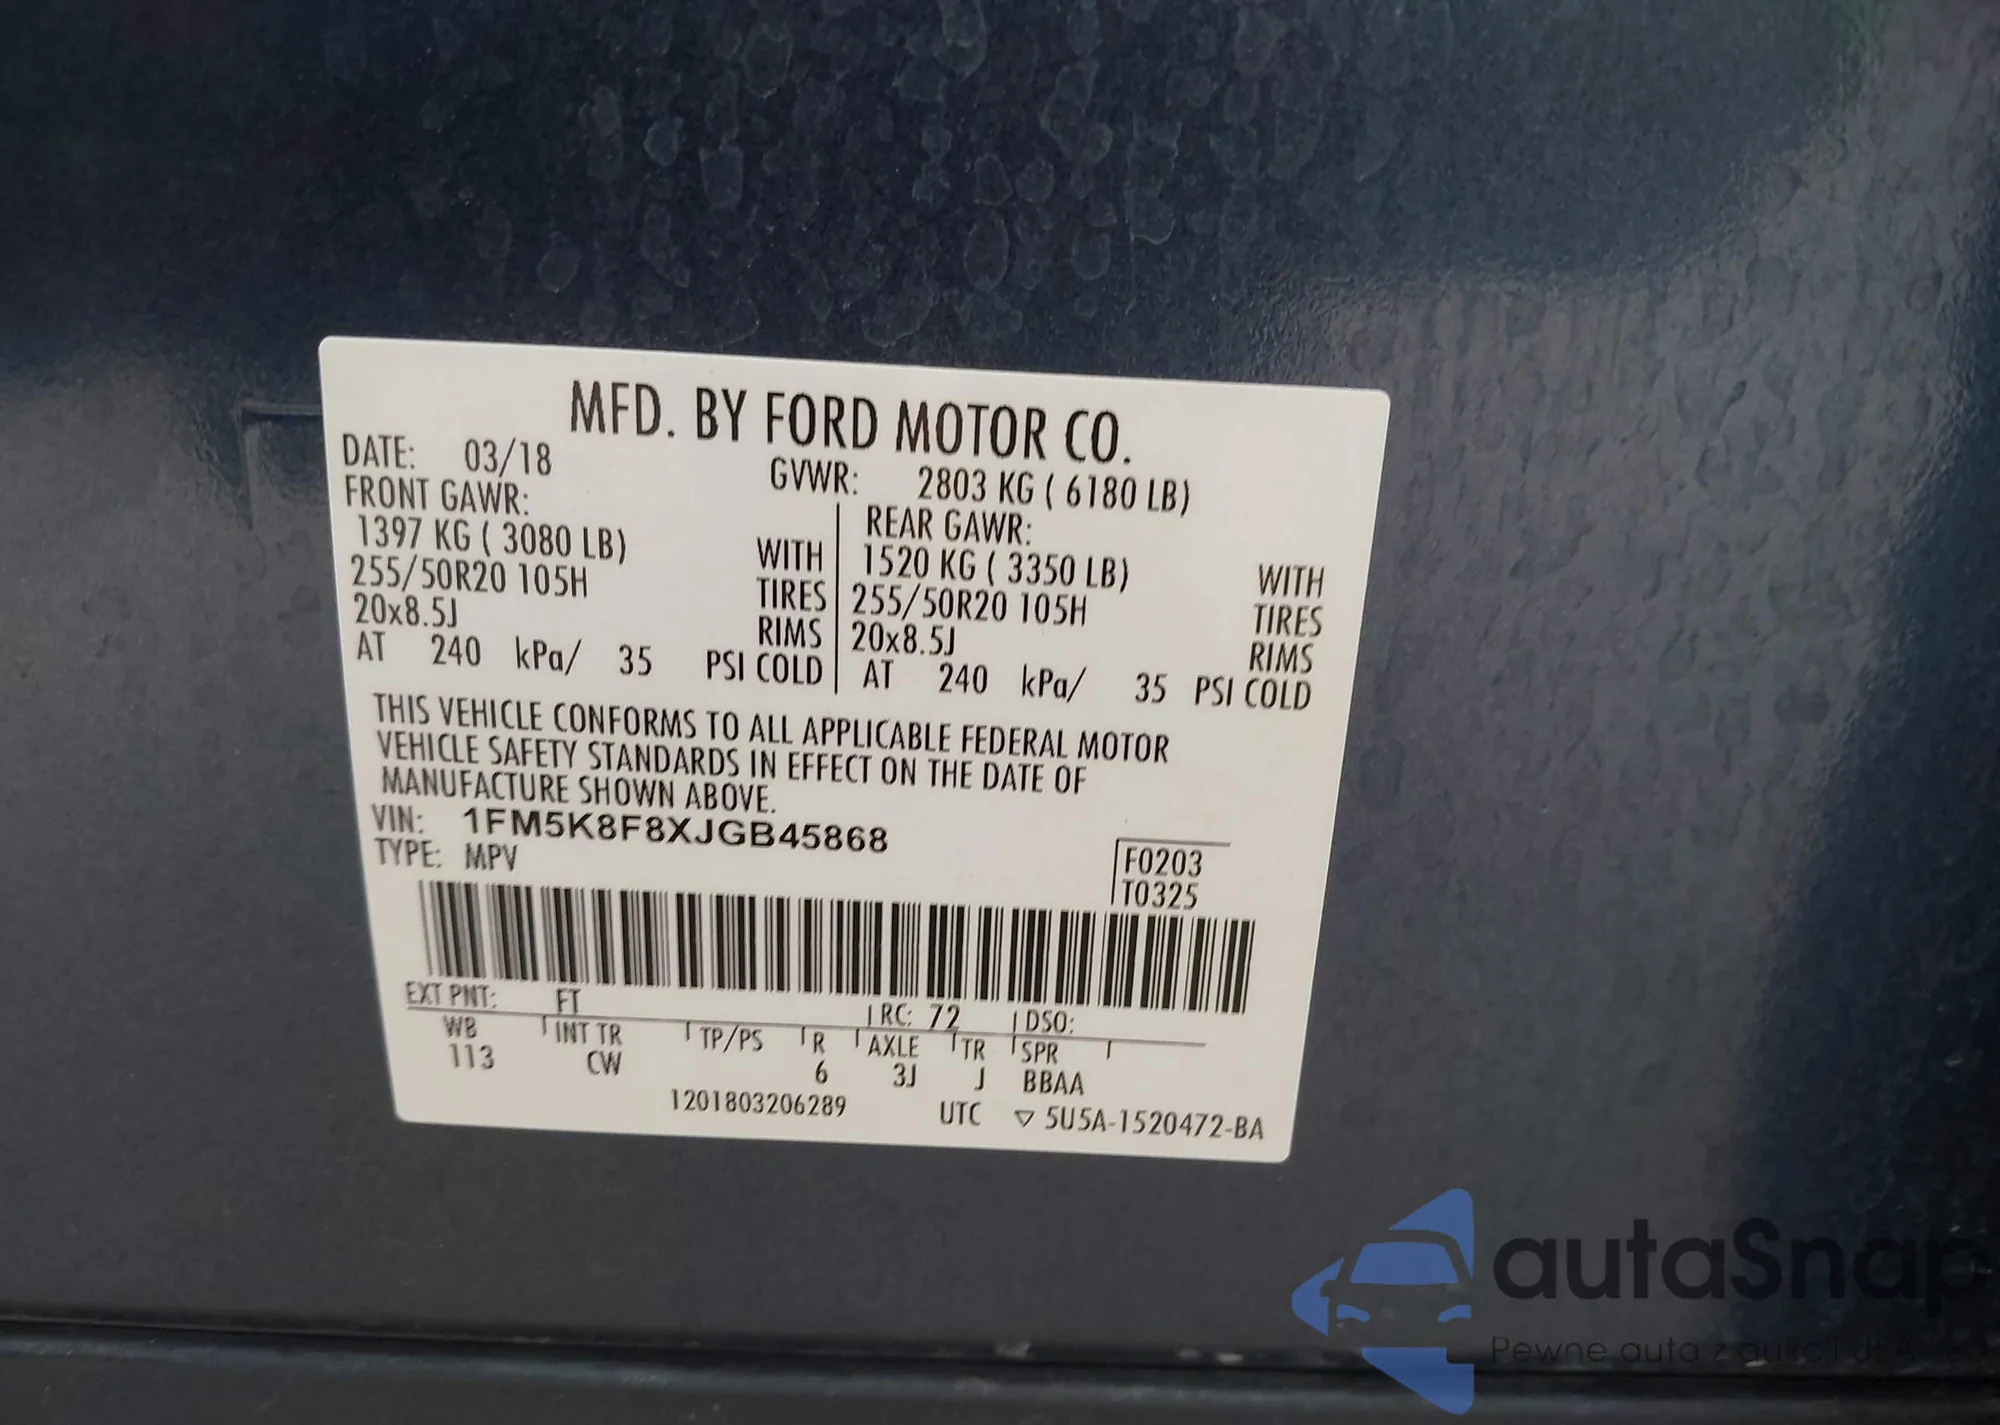 MFD. BY FORD MOTOR CO.
DATE: 03/18 GVWR: 2803 KG ( 6180 LB)
FRONT GAWR: REAR GAWR:
1397 KG ( 3080 LB) WITH 1520 KG ( 3350 LB) WITH
255/50R20 105H TIRES 255/50R20 105H TIRES
20x8.5J RIMS 20x8.5J RIMS
AT 240 kPa/ 35 PSI COLD AT 240 kPa/ 35 PSI COLD
THIS VEHICLE CONFORMS TO ALL APPLICABLE FEDERAL MOTOR
VEHICLE SAFETY STANDARDS IN EFFECT ON THE DATE OF
MANUFACTURE SHOWN ABOVE.
VIN: 1FM5K8F8XJGB45868
TYPE: MPV
F0203
T0325
EXT PNT: FT RC: 72 DSO:
WB INT TR TP/PS R AXLE TR SPR
113 CW 6 3J J BBAA
1201803206289 UTC ▽ 5U5A-1520472-BA
autaSnap
Pewne auta z aukcji